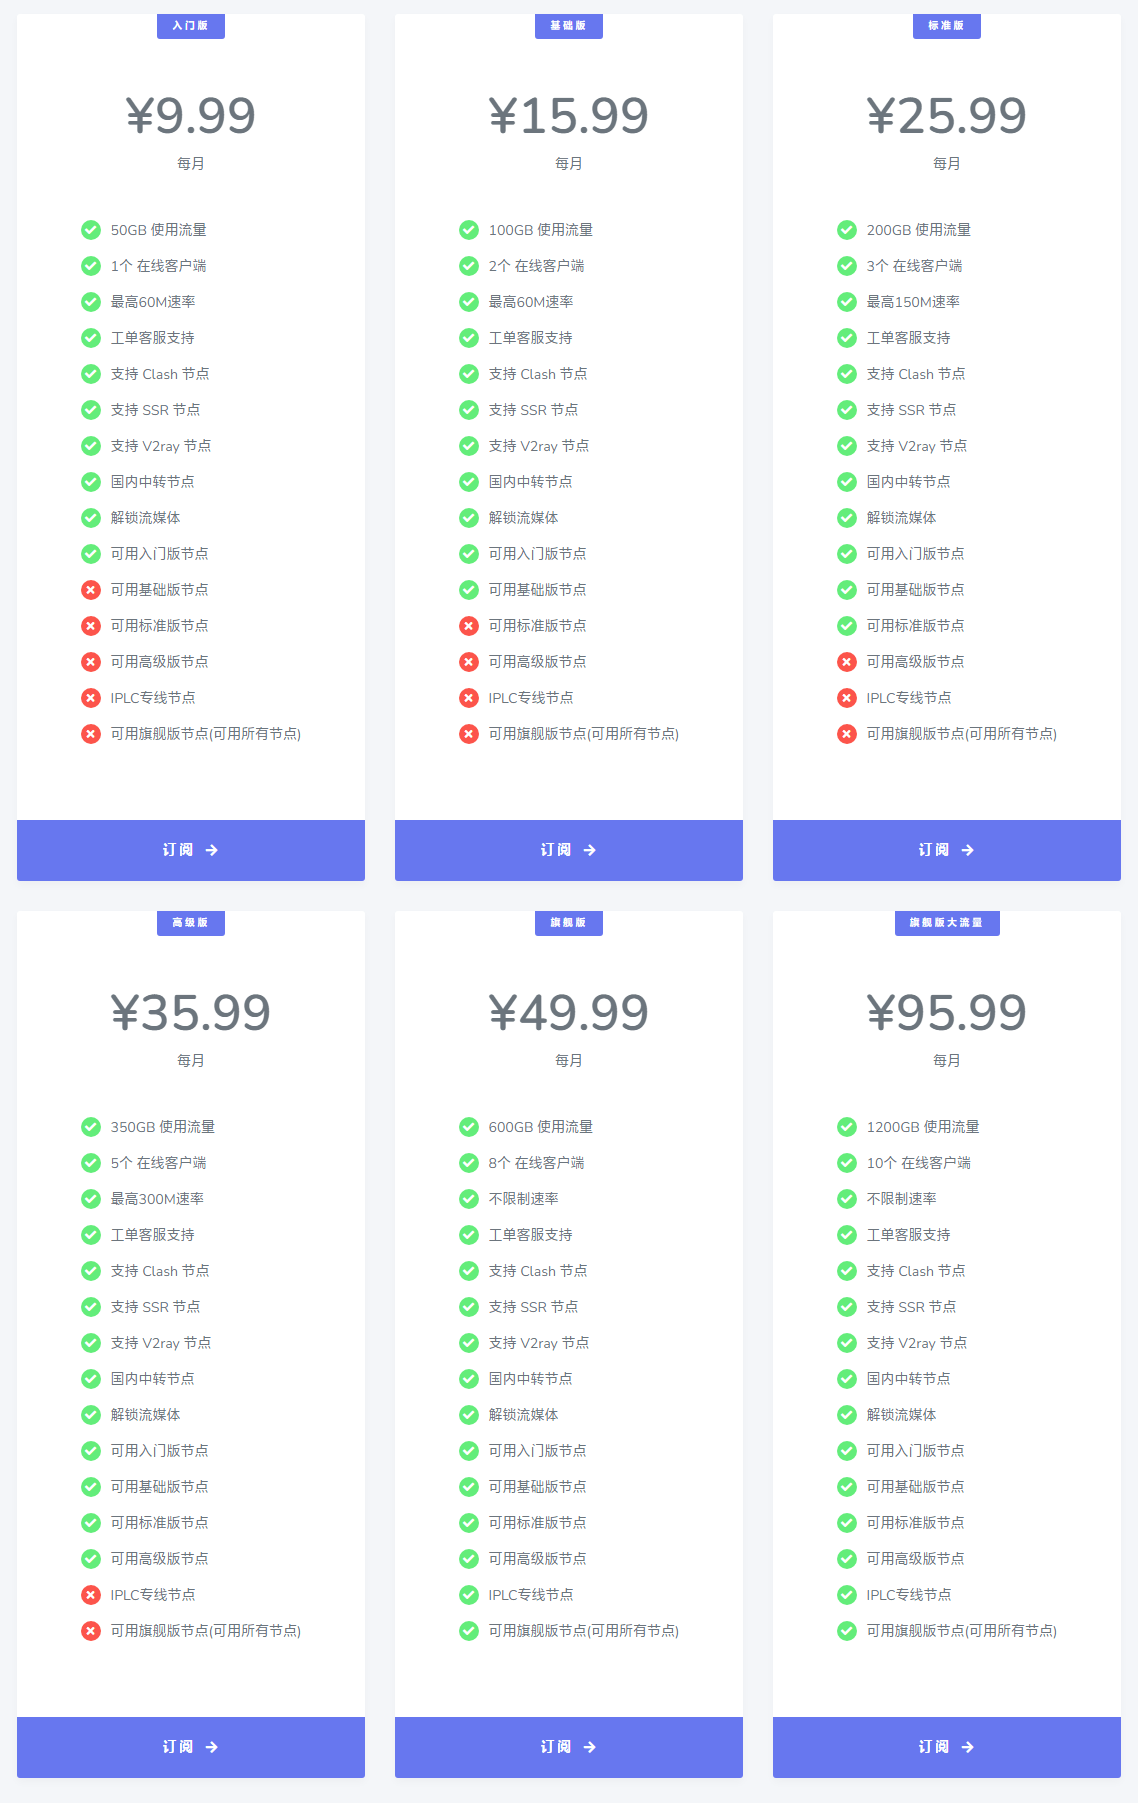 入门版
¥9.99
每月
50GB 使用流量
1个 在线客户端
最高60M速率
工单客服支持
支持 Clash 节点
支持 SSR 节点
支持 V2ray 节点
国内中转节点
解锁流媒体
可用入门版节点
可用基础版节点
可用标准版节点
可用高级版节点
IPLC专线节点
可用旗舰版节点(可用所有节点)
订阅 →
基础版
¥15.99
每月
100GB 使用流量
2个 在线客户端
最高60M速率
工单客服支持
支持 Clash 节点
支持 SSR 节点
支持 V2ray 节点
国内中转节点
解锁流媒体
可用入门版节点
可用基础版节点
可用标准版节点
可用高级版节点
IPLC专线节点
可用旗舰版节点(可用所有节点)
订阅 →
标准版
¥25.99
每月
200GB 使用流量
3个 在线客户端
最高150M速率
工单客服支持
支持 Clash 节点
支持 SSR 节点
支持 V2ray 节点
国内中转节点
解锁流媒体
可用入门版节点
可用基础版节点
可用标准版节点
可用高级版节点
IPLC专线节点
可用旗舰版节点(可用所有节点)
订阅 →
高级版
¥35.99
每月
350GB 使用流量
5个 在线客户端
最高300M速率
工单客服支持
支持 Clash 节点
支持 SSR 节点
支持 V2ray 节点
国内中转节点
解锁流媒体
可用入门版节点
可用基础版节点
可用标准版节点
可用高级版节点
IPLC专线节点
可用旗舰版节点(可用所有节点)
订阅 →
旗舰版
¥49.99
每月
600GB 使用流量
8个 在线客户端
不限制速率
工单客服支持
支持 Clash 节点
支持 SSR 节点
支持 V2ray 节点
国内中转节点
解锁流媒体
可用入门版节点
可用基础版节点
可用标准版节点
可用高级版节点
IPLC专线节点
可用旗舰版节点(可用所有节点)
订阅 →
旗舰版大流量
¥95.99
每月
1200GB 使用流量
10个 在线客户端
不限制速率
工单客服支持
支持 Clash 节点
支持 SSR 节点
支持 V2ray 节点
国内中转节点
解锁流媒体
可用入门版节点
可用基础版节点
可用标准版节点
可用高级版节点
IPLC专线节点
可用旗舰版节点(可用所有节点)
订阅 →